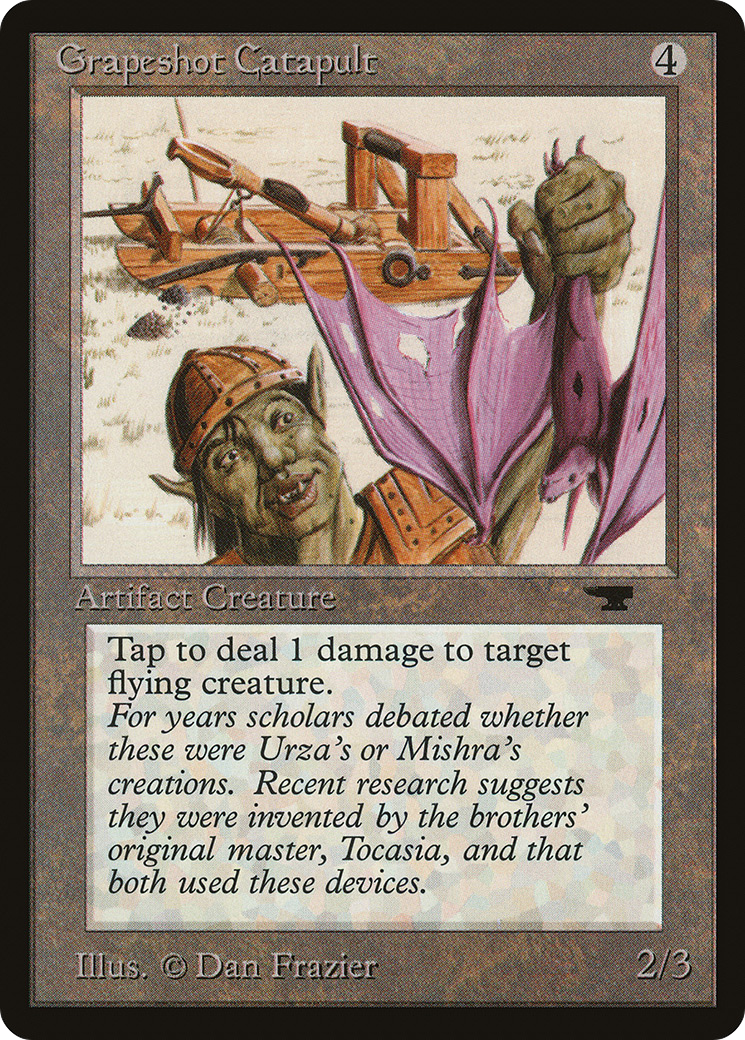 Grapeshot Catapult 4
Artifact Creature
Tap to deal 1 damage to target
flying creature.
For years scholars debated whether
these were Urza's or Mishra's
creations. Recent research suggests
they were invented by the brothers'
original master, Tocasia, and that
both used these devices.
Illus. © Dan Frazier 2/3